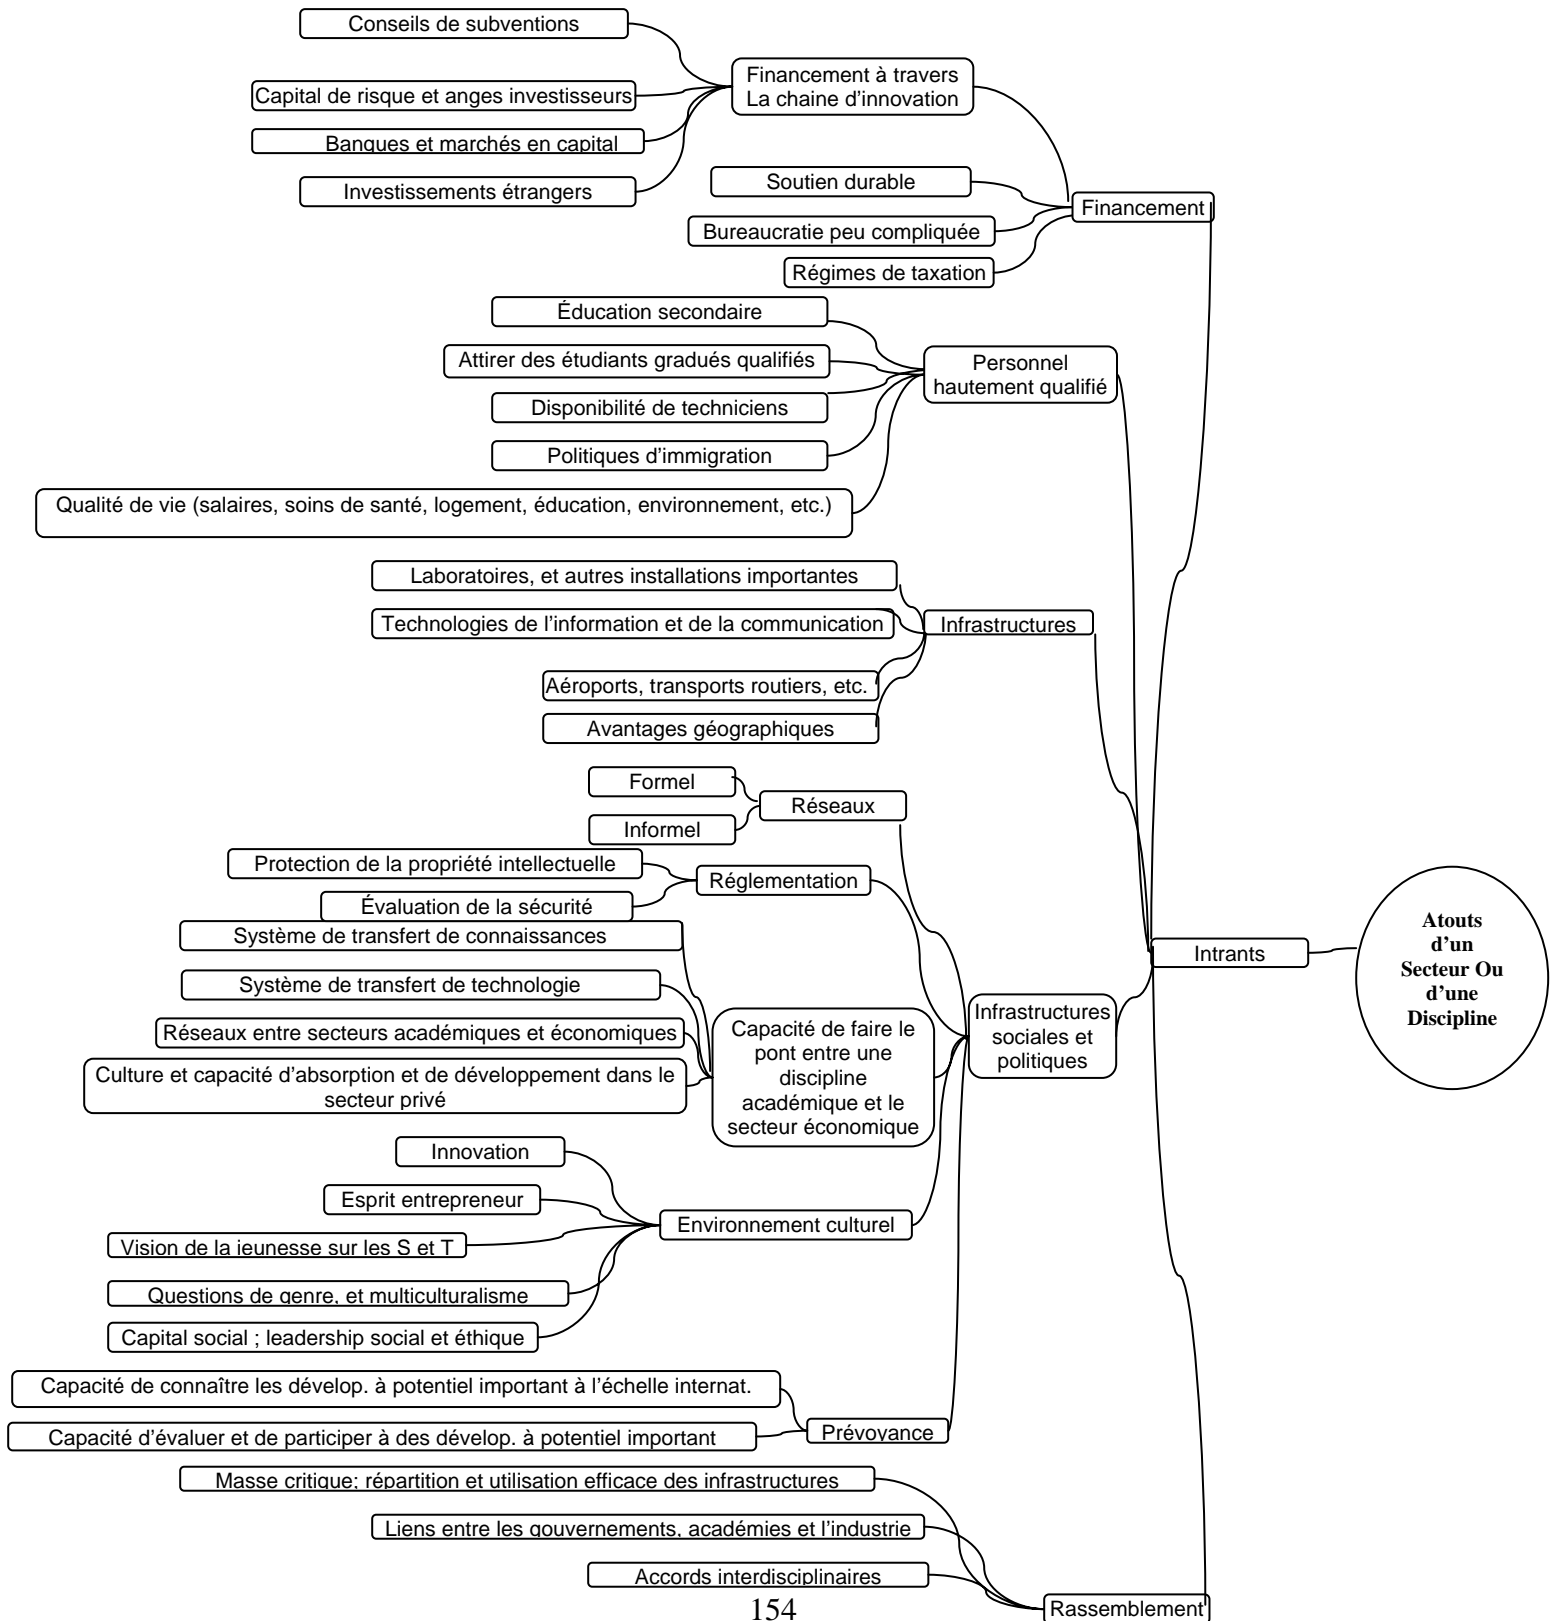 Conseils de subventions
Financement à travers
La chaine d'innovation
Capital de risque et anges investisseurs
Banques et marchés en capital
Investissements étrangers
Soutien durable
Financement
Bureaucratie peu compliquée
Régimes de taxation
Éducation secondaire
Attirer des étudiants gradués qualifiés
Personnel
hautement qualifié
Disponibilité de techniciens
Politiques d'immigration
Qualité de vie (salaires, soins de santé, logement, éducation, environnement, etc.)
Laboratoires, et autres installations importantes
Technologies de l'information et de la communication
Infrastructures
Aéroports, transports routiers, etc.
Avantages géographiques
Formel
Réseaux
Informel
Protection de la propriété intellectuelle
Réglementation
Évaluation de la sécurité
Système de transfert de connaissances
Système de transfert de technologie
Réseaux entre secteurs académiques et économiques
Culture et capacité d'absorption et de développement dans le
secteur privé
Capacité de faire le
pont entre une
discipline
académique et le
secteur économique
Infrastructures
sociales et
politiques
Intrants
Atouts
d'un
Secteur Ou
d'une
Discipline
Innovation
Esprit entrepreneur
Environnement culturel
Vision de la jeunesse sur les S et T
Questions de genre, et multiculturalisme
Capital social ; leadership social et éthique
Capacité de connaître les dévelop. à potentiel important à l'échelle internat.
Prévoyance
Capacité d'évaluer et de participer à des dévelop. à potentiel important
Masse critique; répartition et utilisation efficace des infrastructures
Liens entre les gouvernements, académies et l'industrie
Accords interdisciplinaires
Rassemblement
154